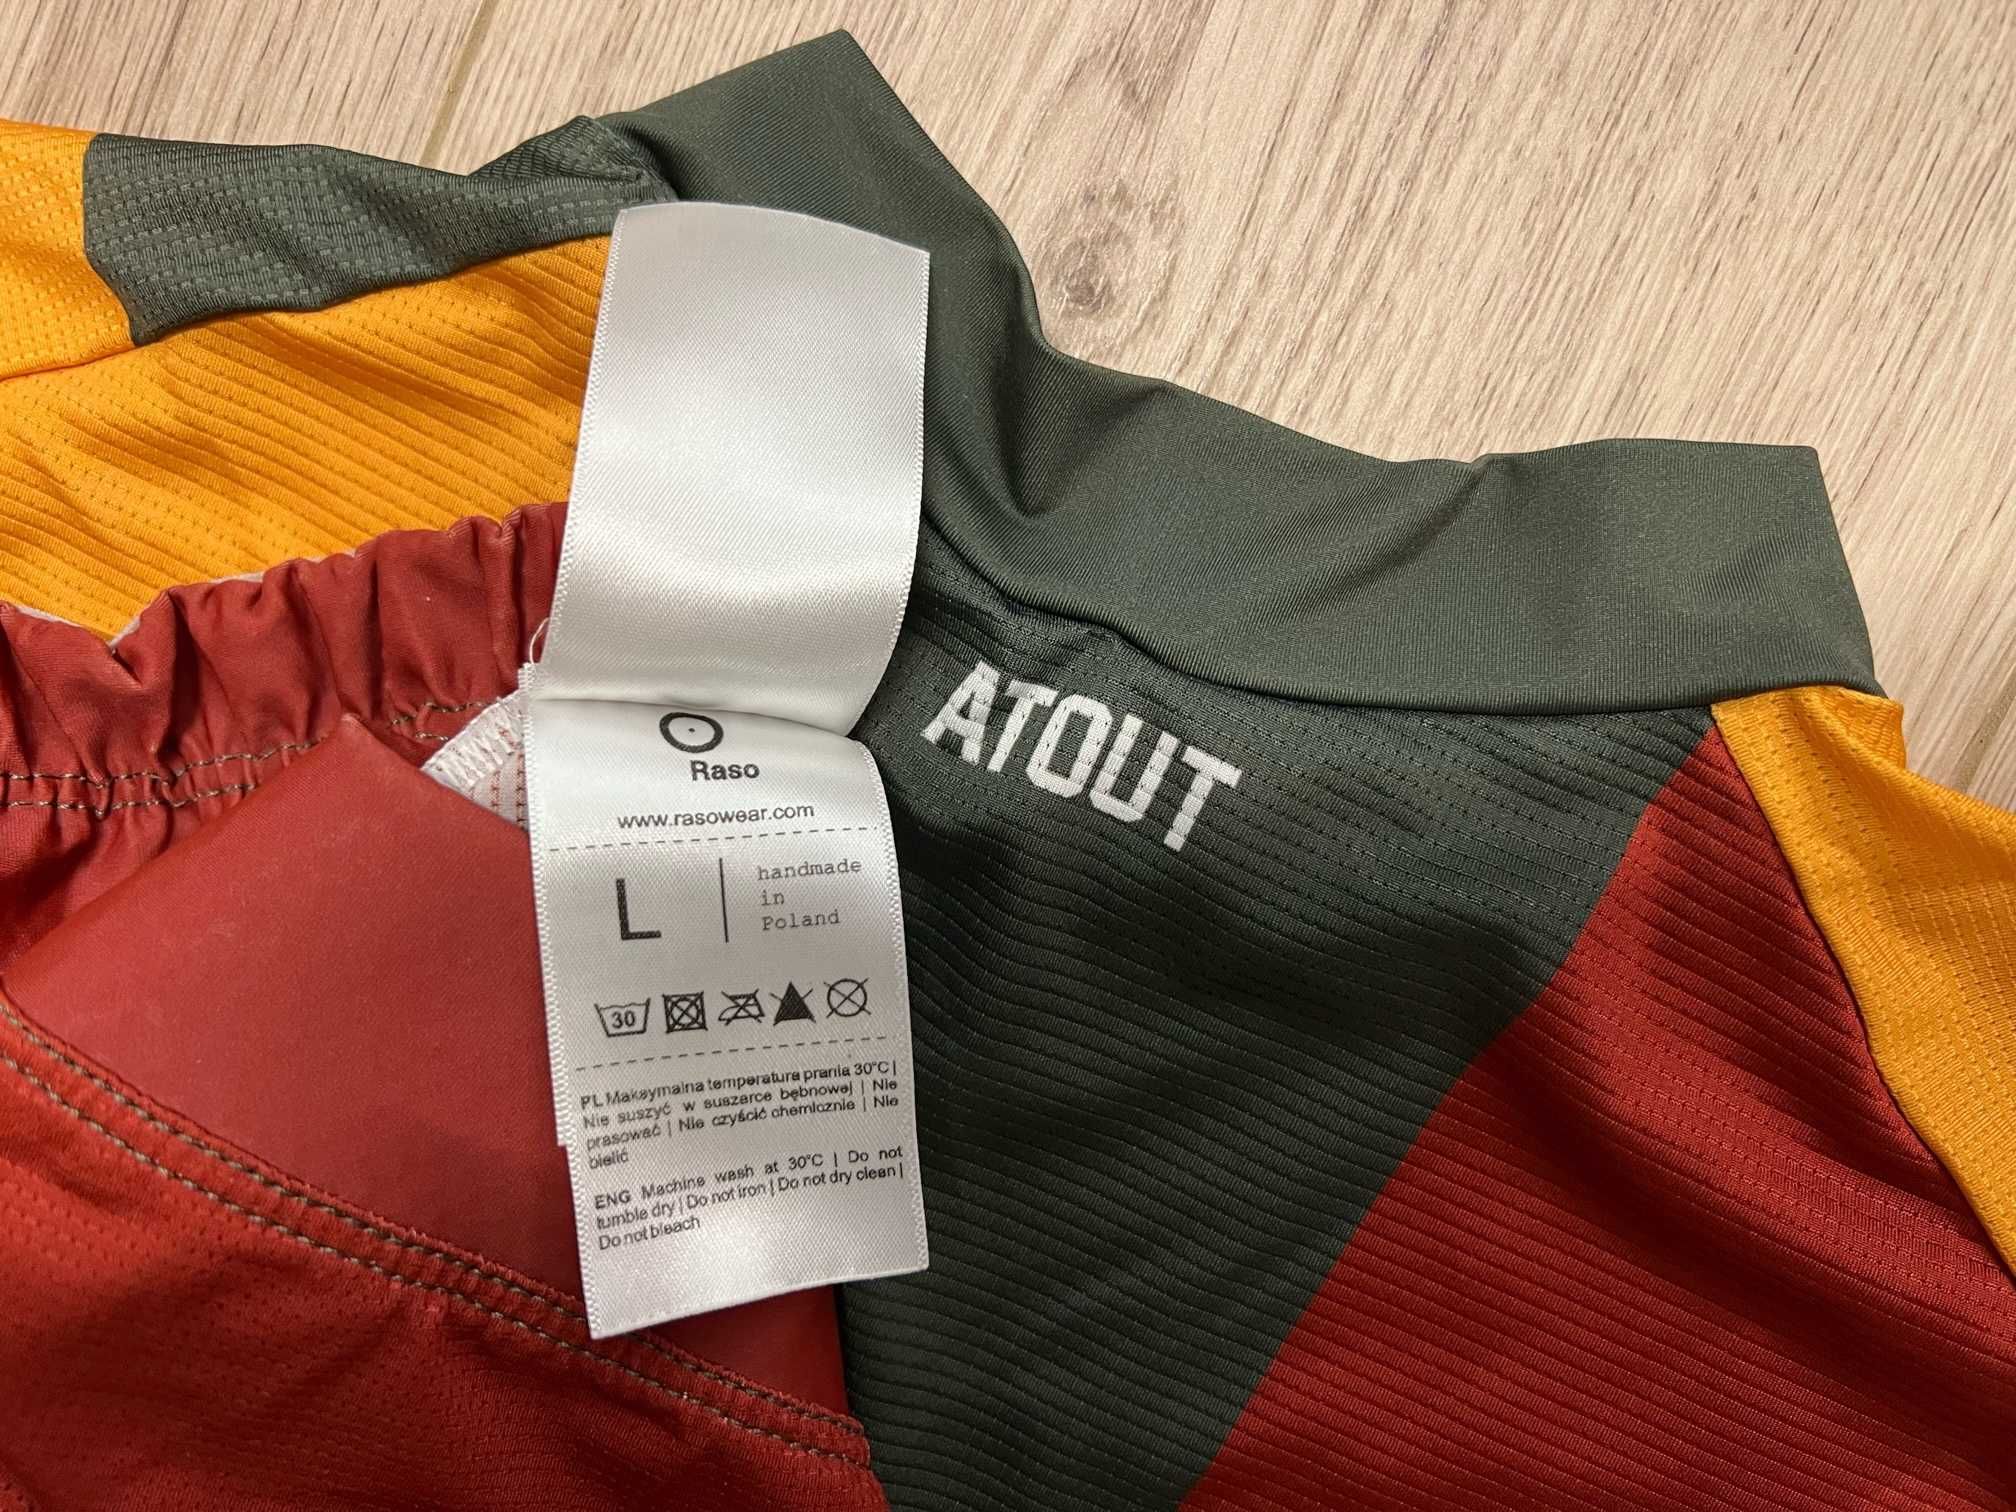 ATOUT
Raso
www.rasowear.com
L
handmade
in
Poland
30
PL Maksymalna temperatura prania 30°C |
Nie suszyć w suszarce bębnowej | Nie
prasować | Nie czyścić chemicznie | Nie
bielić
ENG Machine wash at 30°C | Do not
tumble dry | Do not iron | Do not dry clean |
Do not bleach